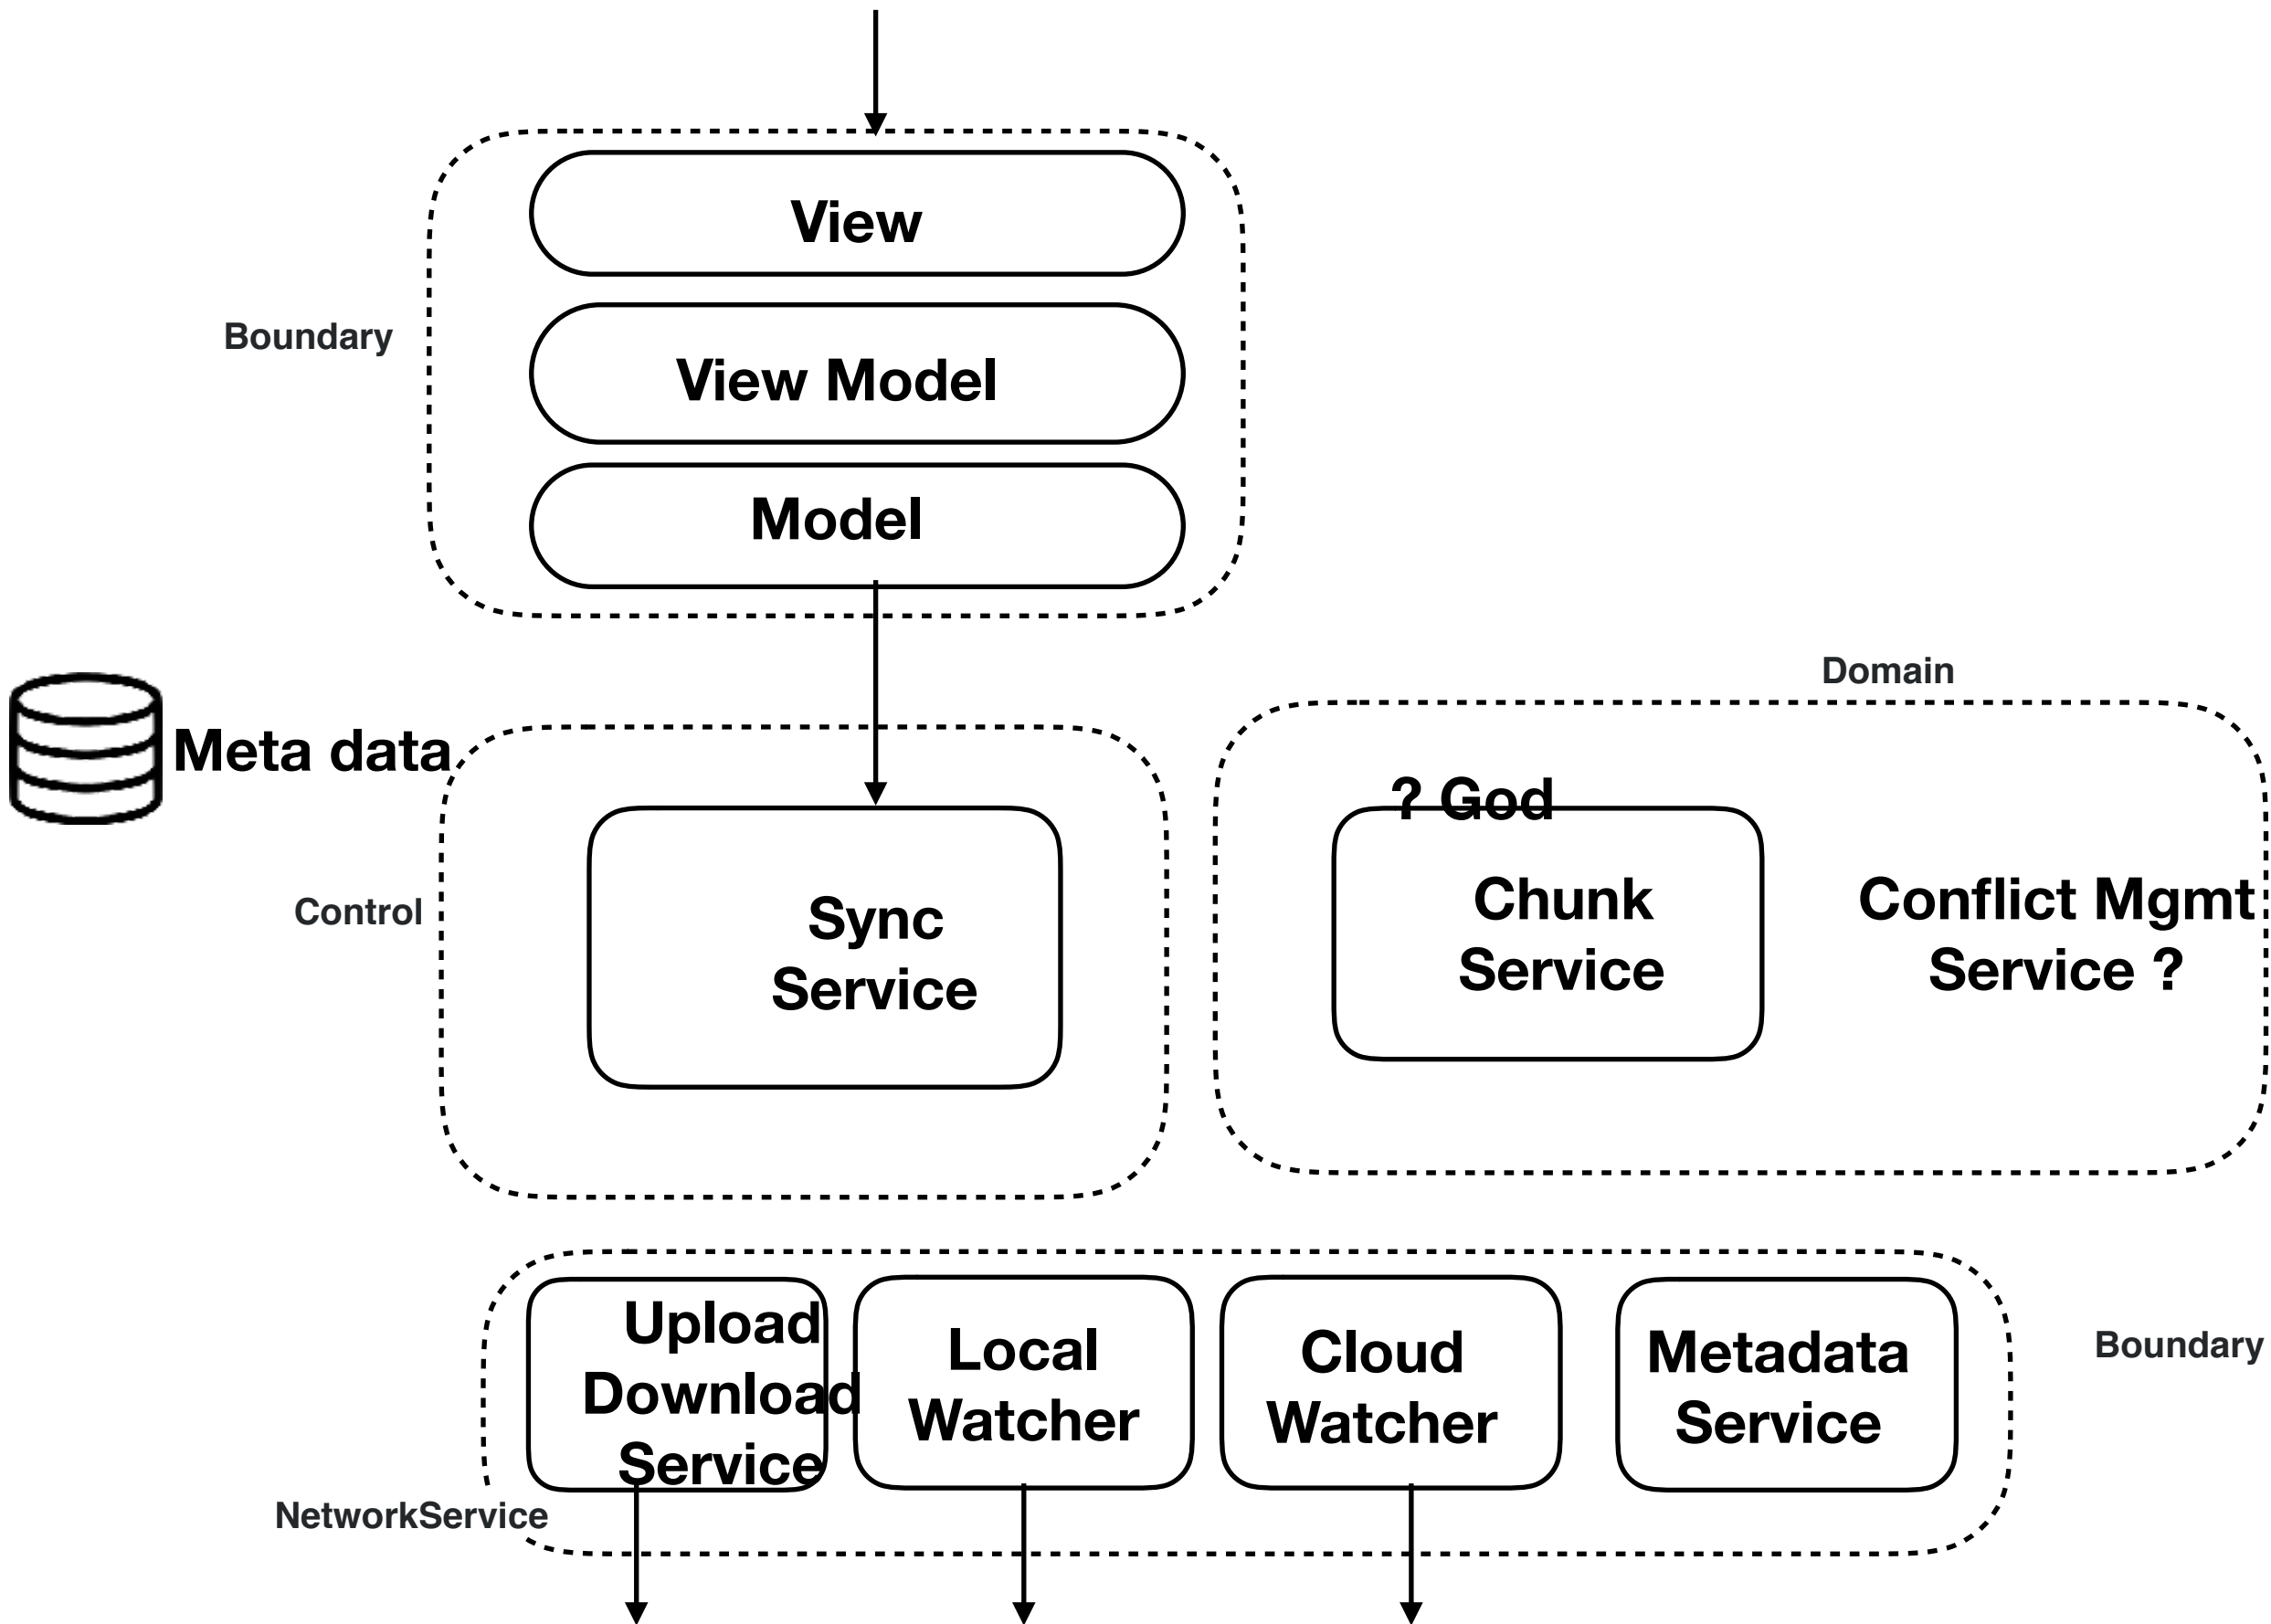 View
Boundary
View Model
Model
Domain
Meta data
? God
Control
Sync
Service
Chunk
Service
Conflict Mgmt
Service ?
Upload
Download
Service
Local
Watcher
Cloud
Watcher
Metadata
Service
Boundary
NetworkService